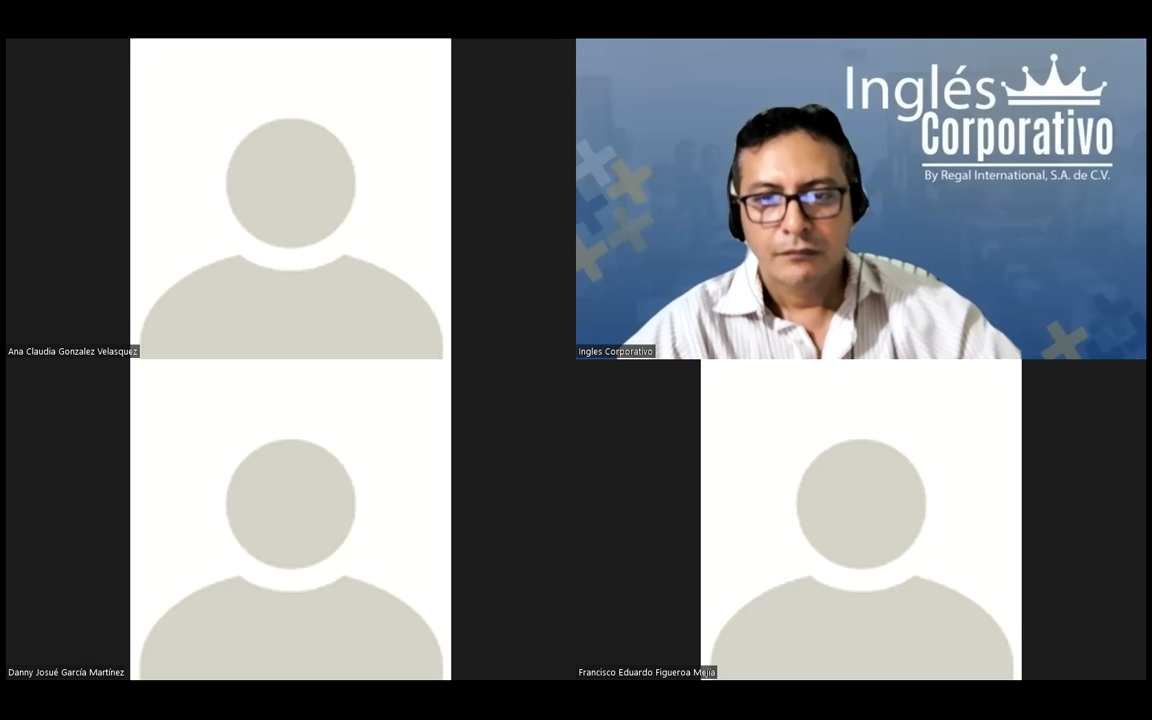 Inglés
Corporativo
By Regal International, S.A. de C.V.
Ana Claudia Gonzalez Velasquez
Ingles Corporativo
Danny Josué García Martínez
Francisco Eduardo Figueroa Mejía